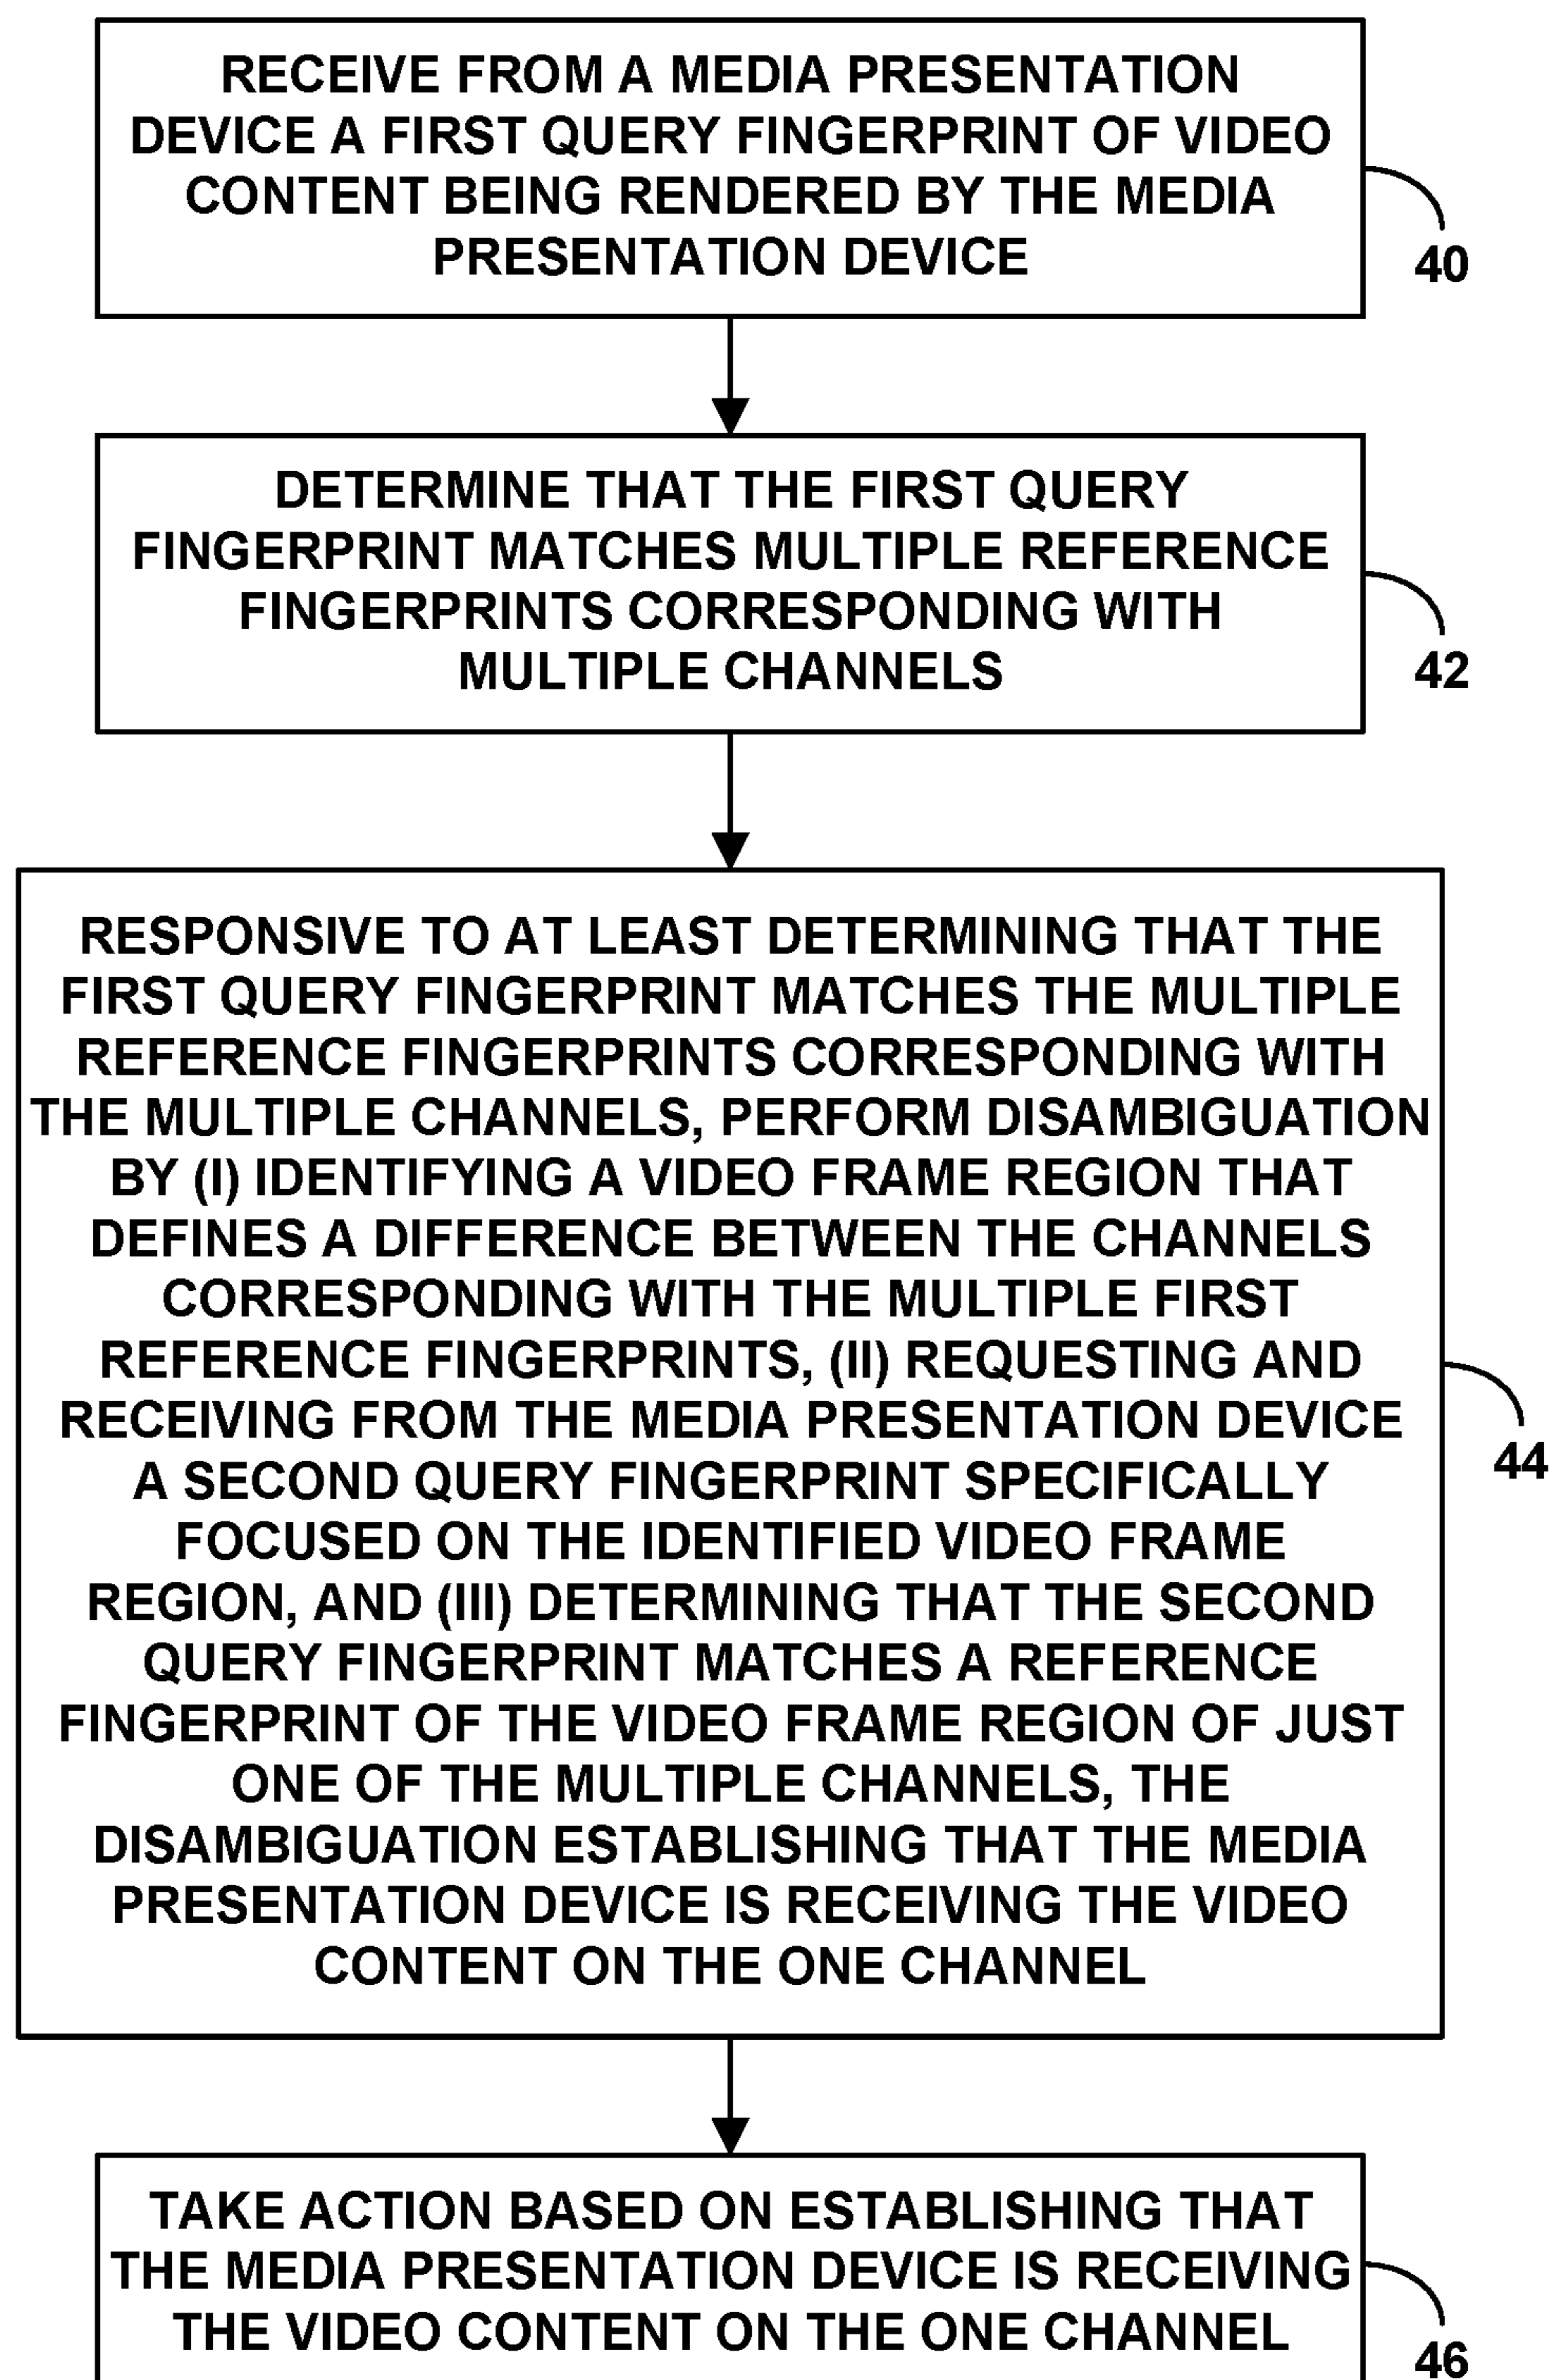 RECEIVE FROM A MEDIA PRESENTATION
DEVICE A FIRST QUERY FINGERPRINT OF VIDEO
CONTENT BEING RENDERED BY THE MEDIA
PRESENTATION DEVICE
40
DETERMINE THAT THE FIRST QUERY
FINGERPRINT MATCHES MULTIPLE REFERENCE
FINGERPRINTS CORRESPONDING WITH
MULTIPLE CHANNELS
42
RESPONSIVE TO AT LEAST DETERMINING THAT THE
FIRST QUERY FINGERPRINT MATCHES THE MULTIPLE
REFERENCE FINGERPRINTS CORRESPONDING WITH
THE MULTIPLE CHANNELS, PERFORM DISAMBIGUATION
BY (I) IDENTIFYING A VIDEO FRAME REGION THAT
DEFINES A DIFFERENCE BETWEEN THE CHANNELS
CORRESPONDING WITH THE MULTIPLE FIRST
REFERENCE FINGERPRINTS, (II) REQUESTING AND
RECEIVING FROM THE MEDIA PRESENTATION DEVICE
A SECOND QUERY FINGERPRINT SPECIFICALLY
FOCUSED ON THE IDENTIFIED VIDEO FRAME
REGION, AND (III) DETERMINING THAT THE SECOND
QUERY FINGERPRINT MATCHES A REFERENCE
FINGERPRINT OF THE VIDEO FRAME REGION OF JUST
ONE OF THE MULTIPLE CHANNELS, THE
DISAMBIGUATION ESTABLISHING THAT THE MEDIA
PRESENTATION DEVICE IS RECEIVING THE VIDEO
CONTENT ON THE ONE CHANNEL
44
TAKE ACTION BASED ON ESTABLISHING THAT
THE MEDIA PRESENTATION DEVICE IS RECEIVING
THE VIDEO CONTENT ON THE ONE CHANNEL
46